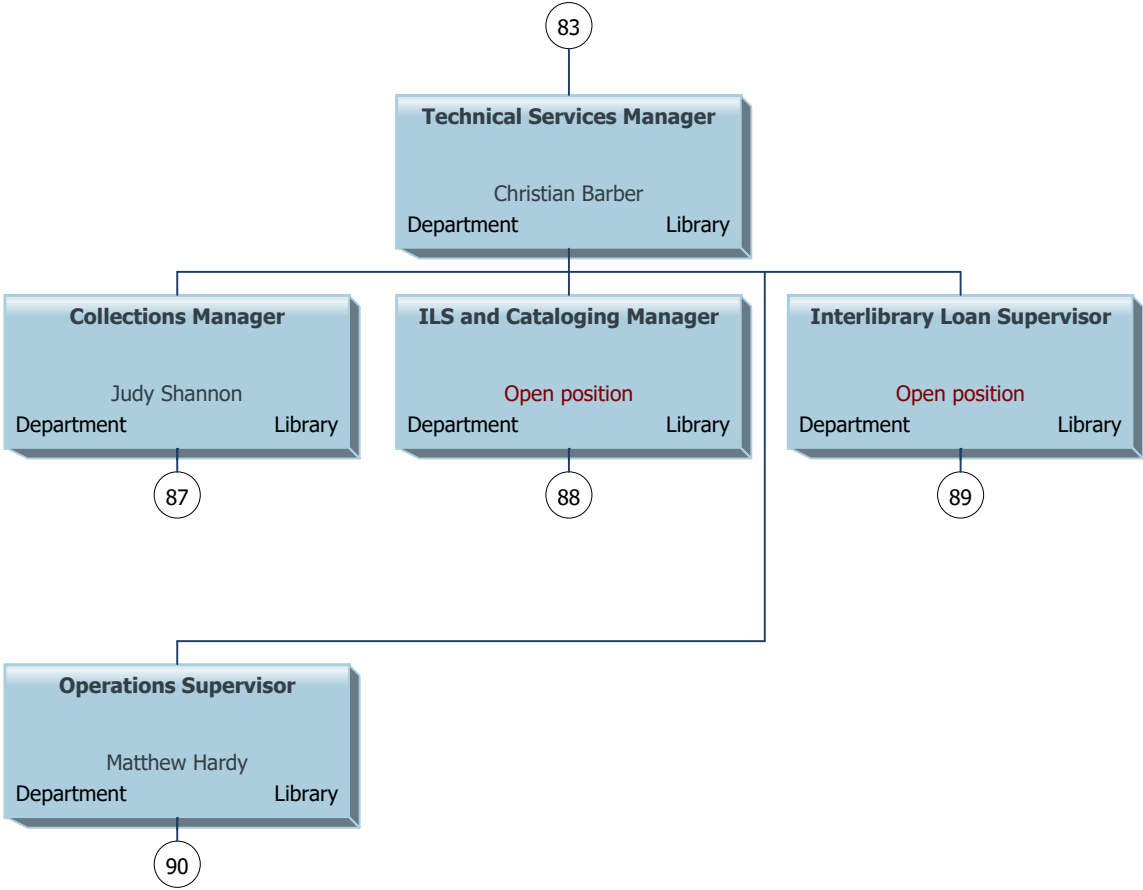 83
Technical Services Manager
Christian Barber
Department Library
Collections Manager
Judy Shannon
Department Library
87
ILS and Cataloging Manager
Open position
Department Library
88
Interlibrary Loan Supervisor
Open position
Department Library
89
Operations Supervisor
Matthew Hardy
Department Library
90